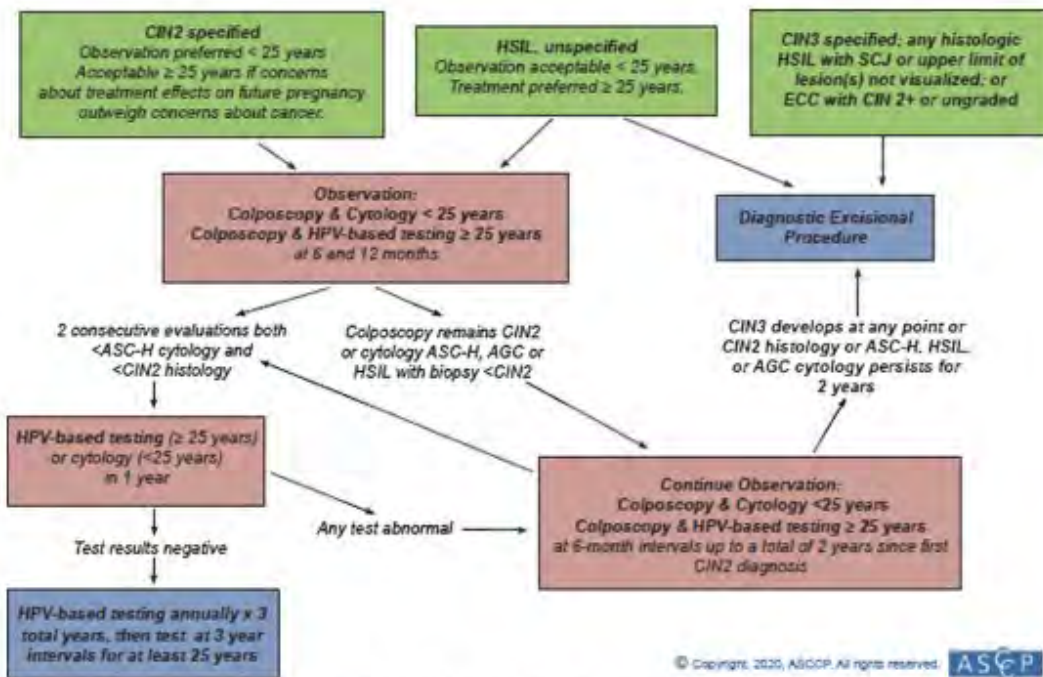 CIN2 specified
Observation preferred < 25 years
Acceptable ≥ 25 years if concerns
about treatment effects on future pregnancy
outweigh concerns about cancer.
HSIL, unspecified
Observation acceptable < 25 years
Treatment preferred ≥ 25 years.
CIN3 specified; any histologic
HSIL with SCJ or upper limit of
lesion(s) not visualized; or
ECC with CIN 2+ or ungraded
Observation:
Colposcopy & Cytology < 25 years
Colposcopy & HPV-based testing ≥ 25 years
at 6 and 12 months
Diagnostic Excisional
Procedure
2 consecutive evaluations both
<ASC-H cytology and
<CIN2 histology
Colposcopy remains CIN2
or cytology ASC-H, AGC or
HSIL with biopsy <CIN2
CIN3 develops at any point or
CIN2 histology or ASC-H, HSIL,
or AGC cytology persists for
2 years
HPV-based testing (≥ 25 years)
or cytology (<25 years)
in 1 year
Any test abnormal
Continue Observation:
Colposcopy & Cytology <25 years
Colposcopy & HPV-based testing ≥ 25 years
at 6-month intervals up to a total of 2 years since first
CIN2 diagnosis
Test results negative
HPV-based testing annually x 3
total years, then test at 3 year
intervals for at least 25 years
© Copyright, 2020, ASCCP. All rights reserved.
ASCCP